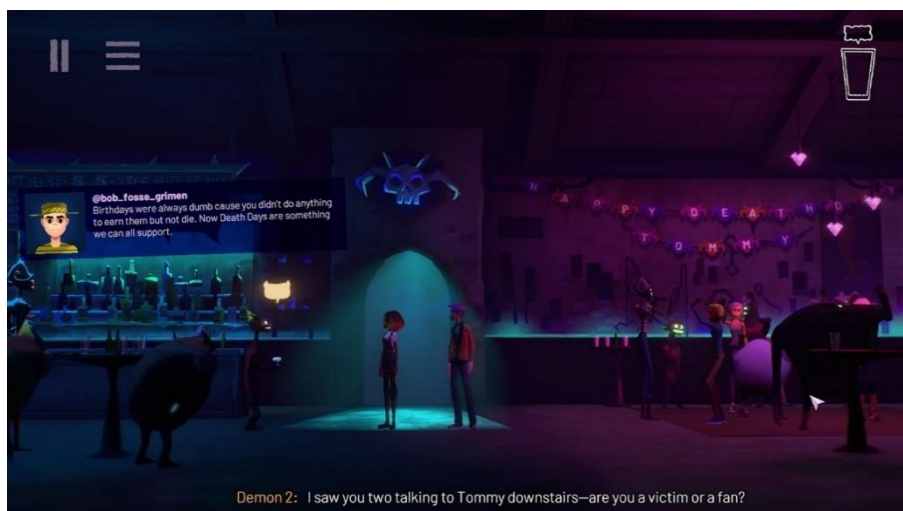 @bob_fosse_grimen
Birthdays were always dumb cause you didn't do anything
to earn them but not die. Now Death Days are something
we can all support.
HAPPY DEATH DAY
TOMMY
Demon 2: I saw you two talking to Tommy downstairs—are you a victim or a fan?